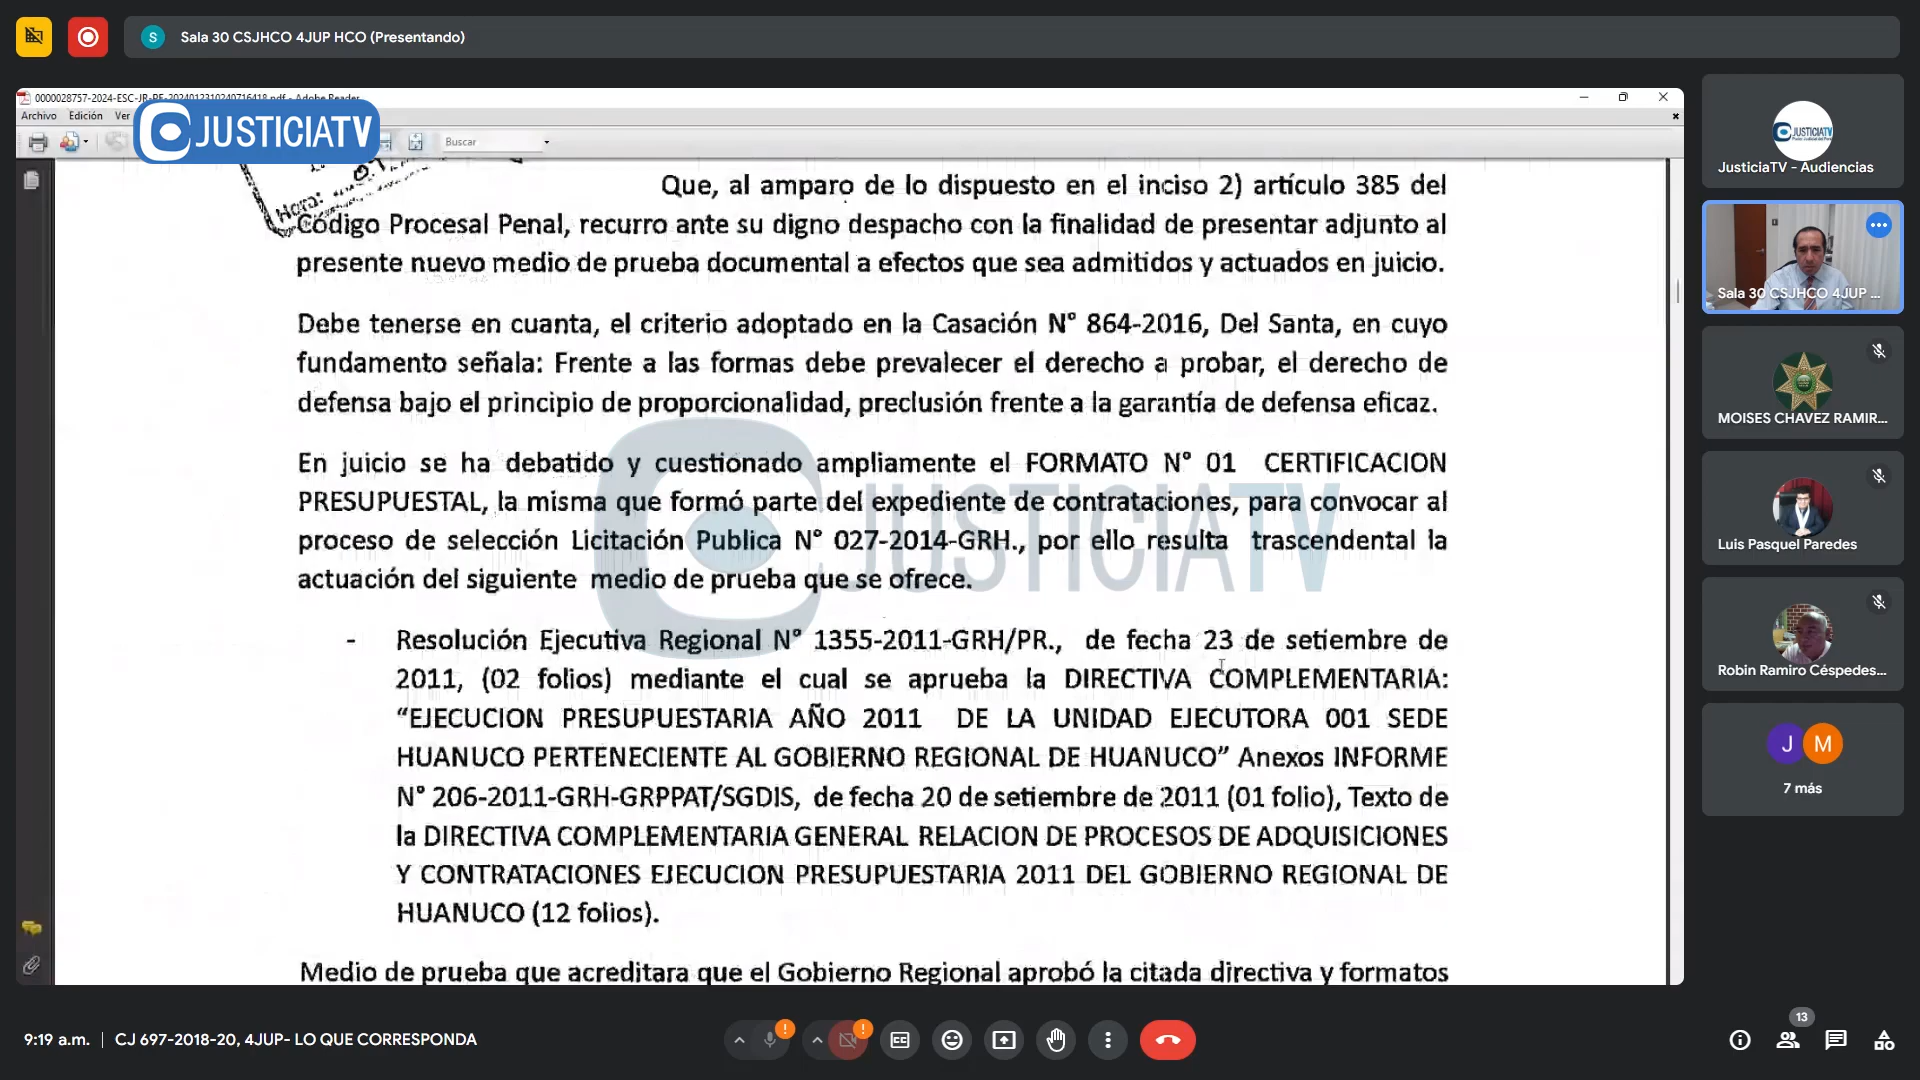 S Sala 30 CSJHCO 4JUP HCO (Presentando)
0000028757-2024-ESC-JR-PE-2024012310240716418.pdf - Adobe Reader
Archivo Edición Ver
JUSTICIATV
Buscar
Hora:
Que, al amparo de lo dispuesto en el inciso 2) artículo 385 del
Código Procesal Penal, recurro ante su digno despacho con la finalidad de presentar adjunto al
presente nuevo medio de prueba documental a efectos que sea admitidos y actuados en juicio.
Debe tenerse en cuanta, el criterio adoptado en la Casación N° 864-2016, Del Santa, en cuyo
fundamento señala: Frente a las formas debe prevalecer el derecho a probar, el derecho de
defensa bajo el principio de proporcionalidad, preclusión frente a la garantía de defensa eficaz.
En juicio se ha debatido y cuestionado ampliamente el FORMATO N° 01 CERTIFICACION
PRESUPUESTAL, la misma que formó parte del expediente de contrataciones, para convocar al
proceso de selección Licitación Publica N° 027-2014-GRH., por ello resulta trascendental la
actuación del siguiente medio de prueba que se ofrece.
- Resolución Ejecutiva Regional N° 1355-2011-GRH/PR., de fecha 23 de setiembre de
2011, (02 folios) mediante el cual se aprueba la DIRECTIVA COMPLEMENTARIA:
"EJECUCION PRESUPUESTARIA AÑO 2011 DE LA UNIDAD EJECUTORA 001 SEDE
HUANUCO PERTENECIENTE AL GOBIERNO REGIONAL DE HUANUCO" Anexos INFORME
N° 206-2011-GRH-GRPPAT/SGDIS, de fecha 20 de setiembre de 2011 (01 folio), Texto de
la DIRECTIVA COMPLEMENTARIA GENERAL RELACION DE PROCESOS DE ADQUISICIONES
Y CONTRATACIONES EJECUCION PRESUPUESTARIA 2011 DEL GOBIERNO REGIONAL DE
HUANUCO (12 folios).
Medio de prueba que acreditara que el Gobierno Regional aprobó la citada directiva y formatos
JUSTICIATV
JUSTICIATV
JusticiaTV - Audiencias
Sala 30 CSJHCO 4JUP ...
MOISES CHAVEZ RAMIR...
Luis Pasquel Paredes
Robin Ramiro Céspedes...
J M
7 más
9:19 a.m. | CJ 697-2018-20, 4JUP- LO QUE CORRESPONDA
13